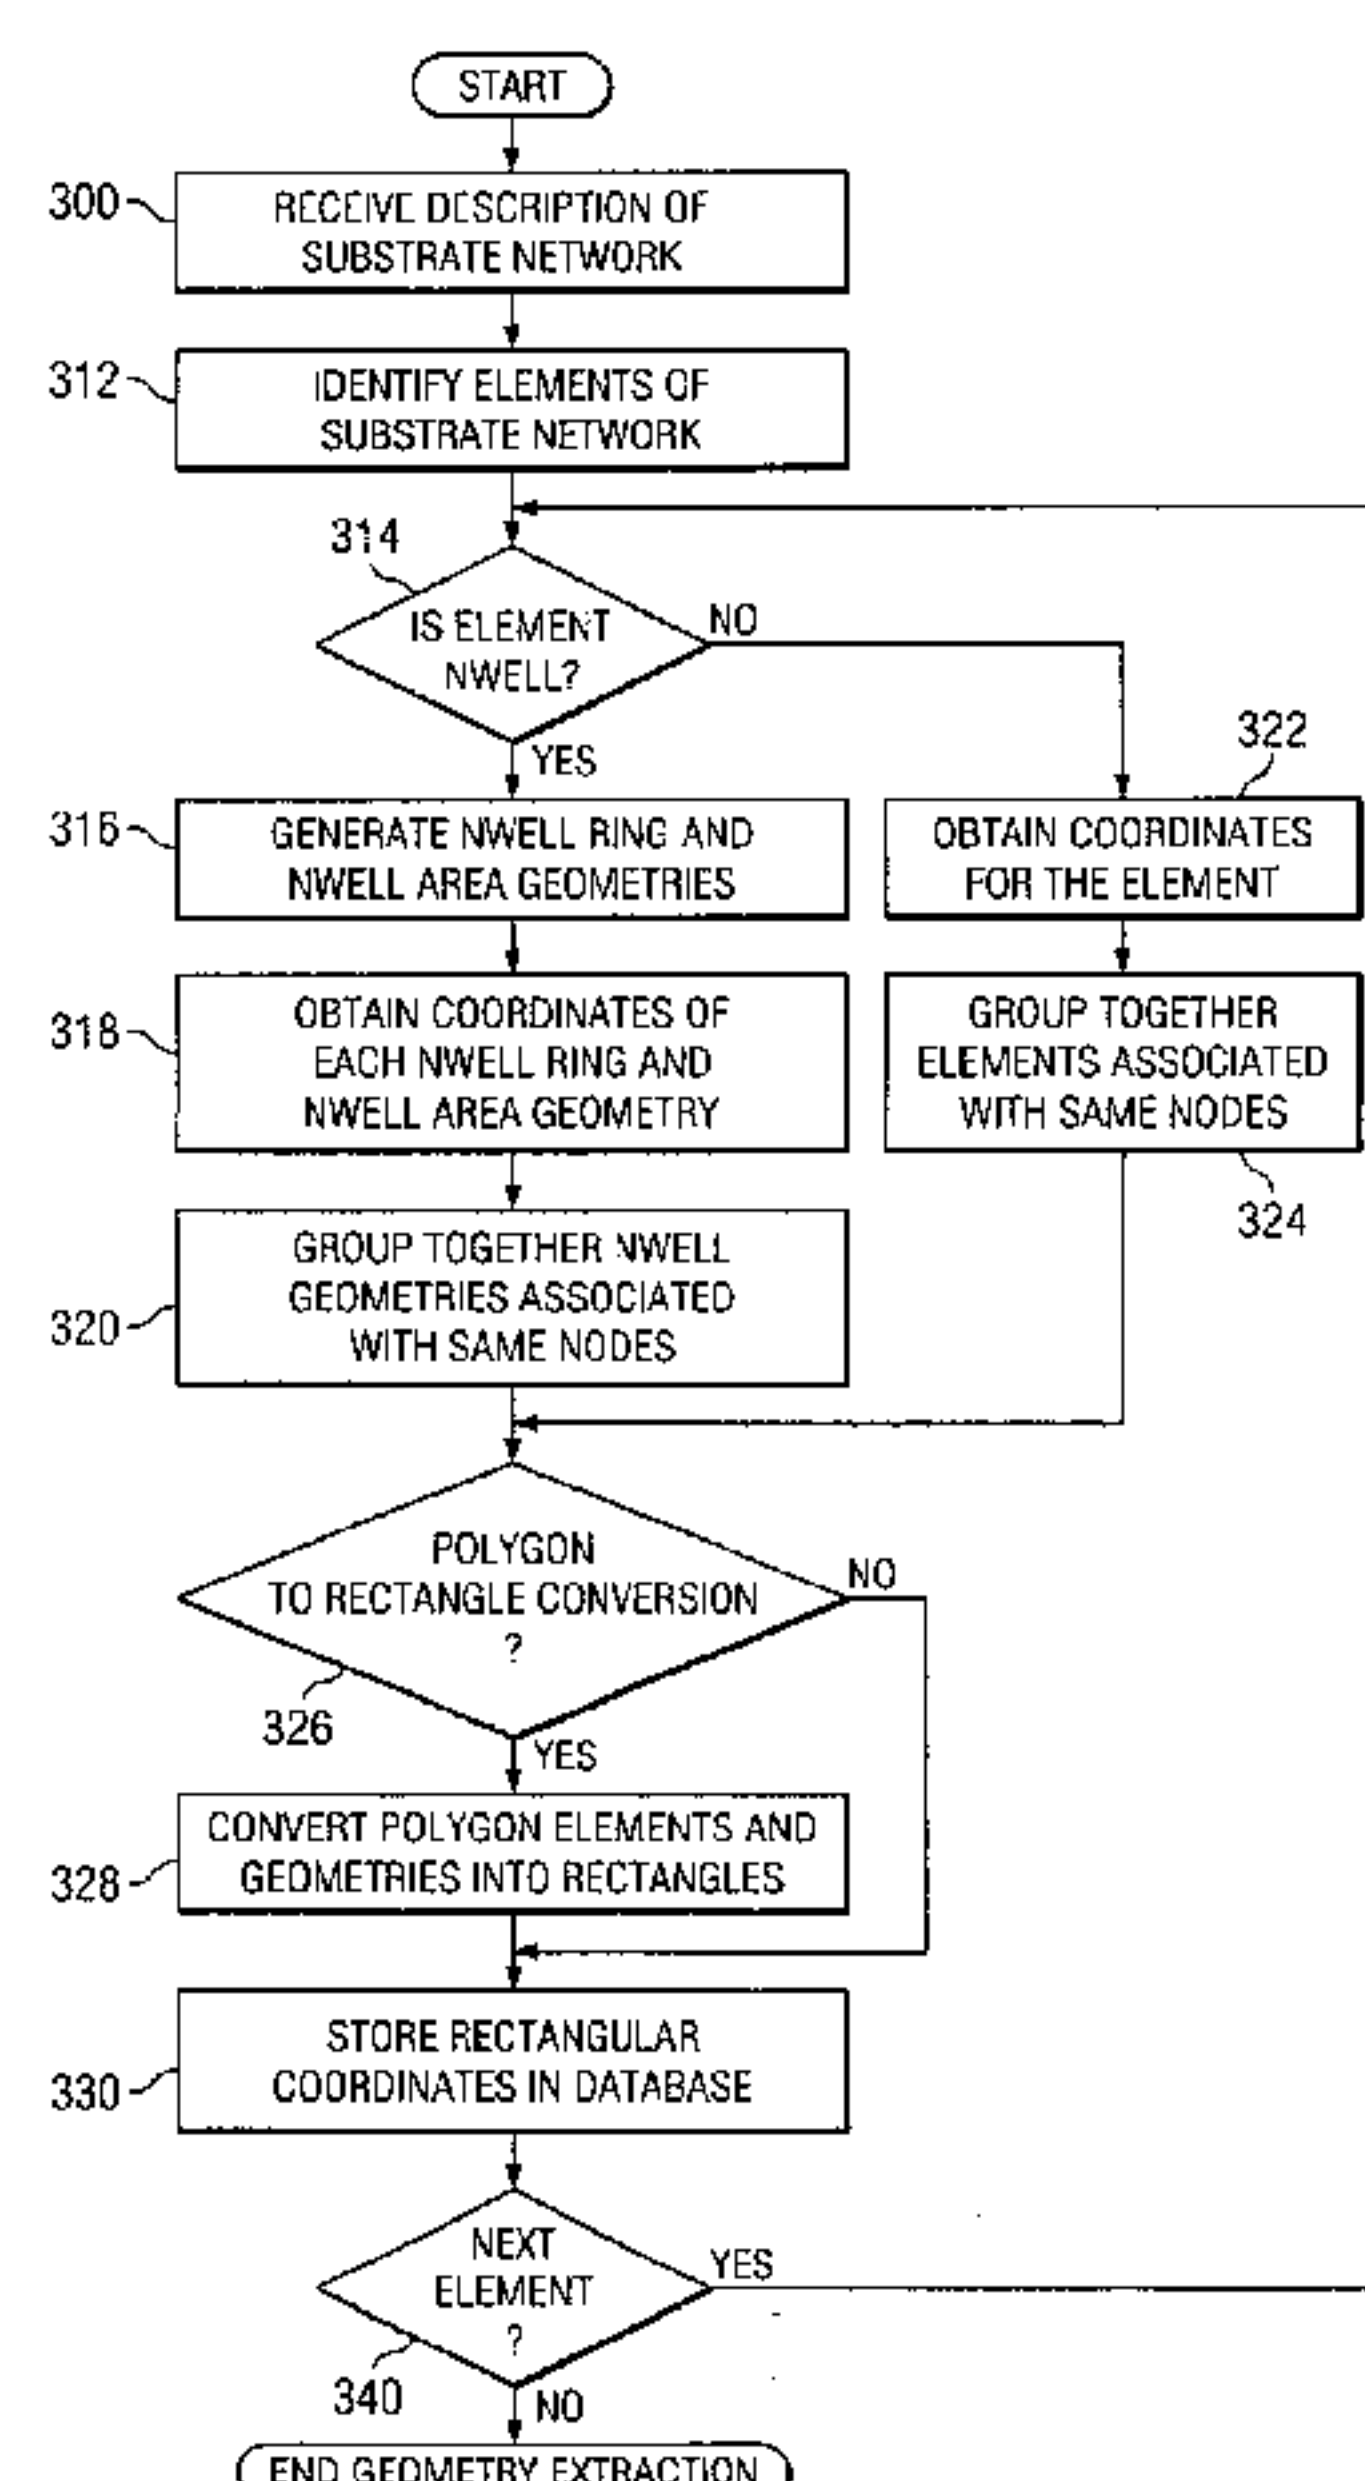 START
300
RECEIVE DESCRIPTION OF
SUBSTRATE NETWORK
312
IDENTIFY ELEMENTS OF
SUBSTRATE NETWORK
314
IS ELEMENT
NWELL?
NO
YES
316
GENERATE NWELL RING AND
NWELL AREA GEOMETRIES
322
OBTAIN COORDINATES
FOR THE ELEMENT
318
OBTAIN COORDINATES OF
EACH NWELL RING AND
NWELL AREA GEOMETRY
GROUP TOGETHER
ELEMENTS ASSOCIATED
WITH SAME NODES
324
320
GROUP TOGETHER NWELL
GEOMETRIES ASSOCIATED
WITH SAME NODES
POLYGON
TO RECTANGLE CONVERSION
?
NO
326
YES
328
CONVERT POLYGON ELEMENTS AND
GEOMETRIES INTO RECTANGLES
330
STORE RECTANGULAR
COORDINATES IN DATABASE
NEXT
ELEMENT
?
YES
340
NO
END GEOMETRY EXTRACTION